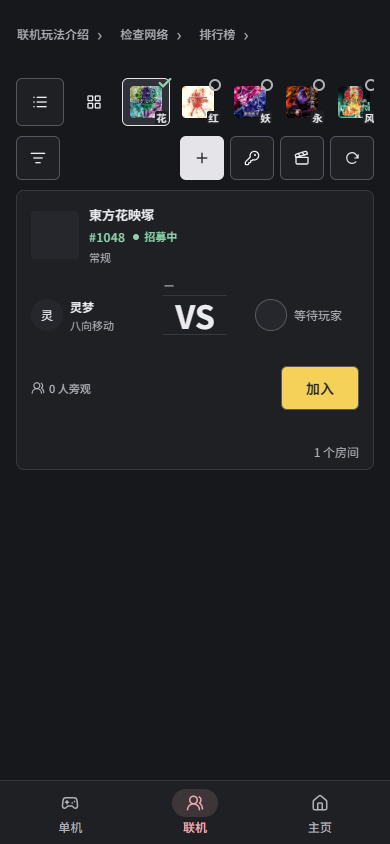 联机玩法介绍 › 检查网络 › 排行榜 ›
花 红 妖 永 风
東方花映塚
#1048 招募中
常规
灵 灵梦
八向移动
—
VS
等待玩家
0 人旁观
加入
1 个房间
单机 联机 主页